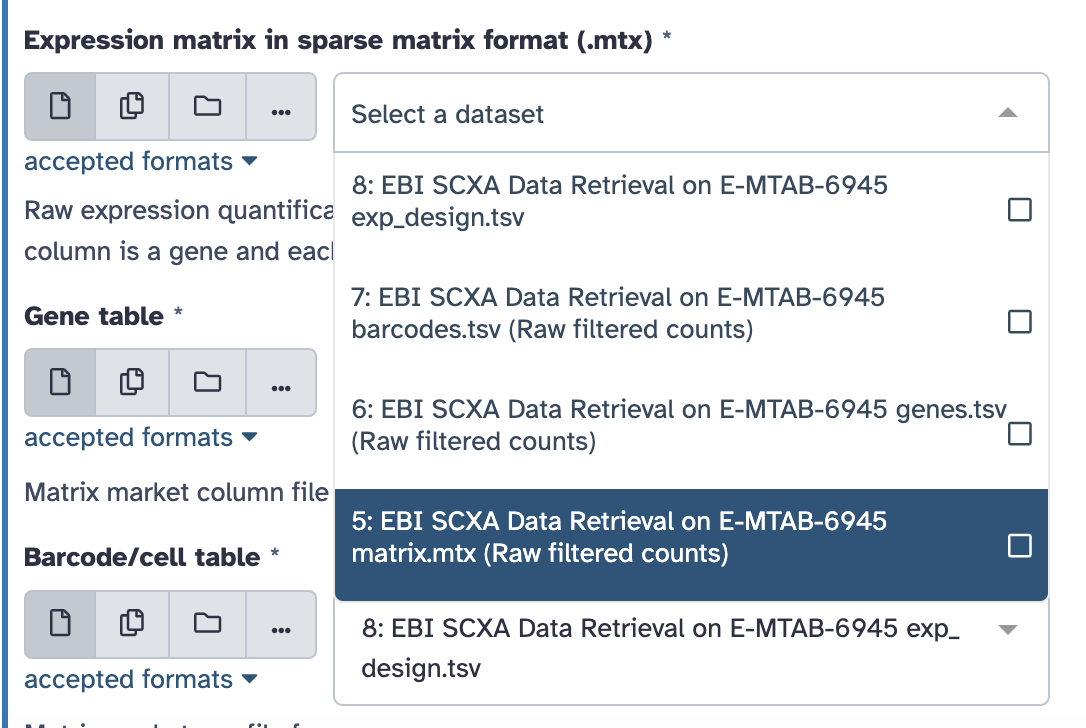 Expression matrix in sparse matrix format (.mtx) *
...
Select a dataset
accepted formats
8: EBI SCXA Data Retrieval on E-MTAB-6945
exp_design.tsv
Raw expression quantifica
column is a gene and eacl
7: EBI SCXA Data Retrieval on E-MTAB-6945
barcodes.tsv (Raw filtered counts)
Gene table *
...
6: EBI SCXA Data Retrieval on E-MTAB-6945 genes.tsv
(Raw filtered counts)
accepted formats
Matrix market column file
5: EBI SCXA Data Retrieval on E-MTAB-6945
matrix.mtx (Raw filtered counts)
Barcode/cell table *
...
8: EBI SCXA Data Retrieval on E-MTAB-6945 exp_
design.tsv
accepted formats